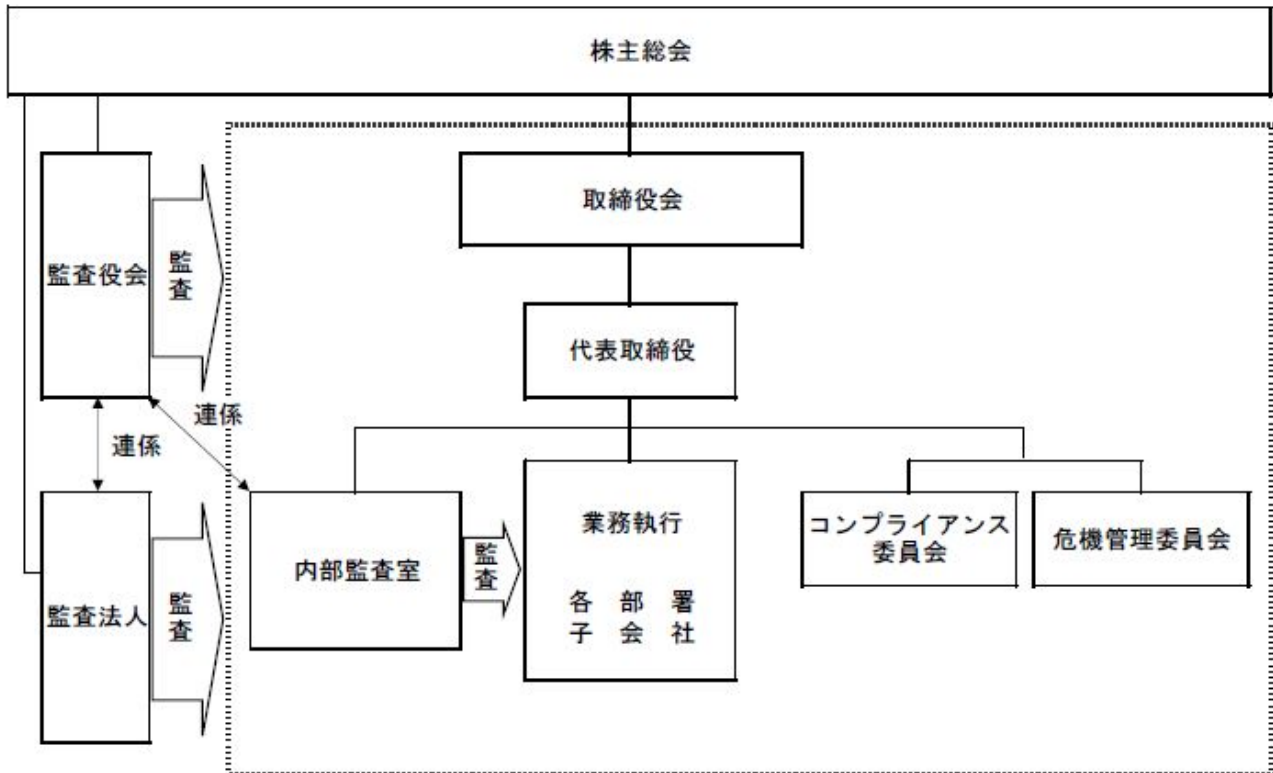 株主総会
取締役会
監査役会
監査
代表取締役
連係
連係
監査法人
監査
内部監査室
監査
業務執行
各部署
子会社
コンプライアンス
委員会
危機管理委員会